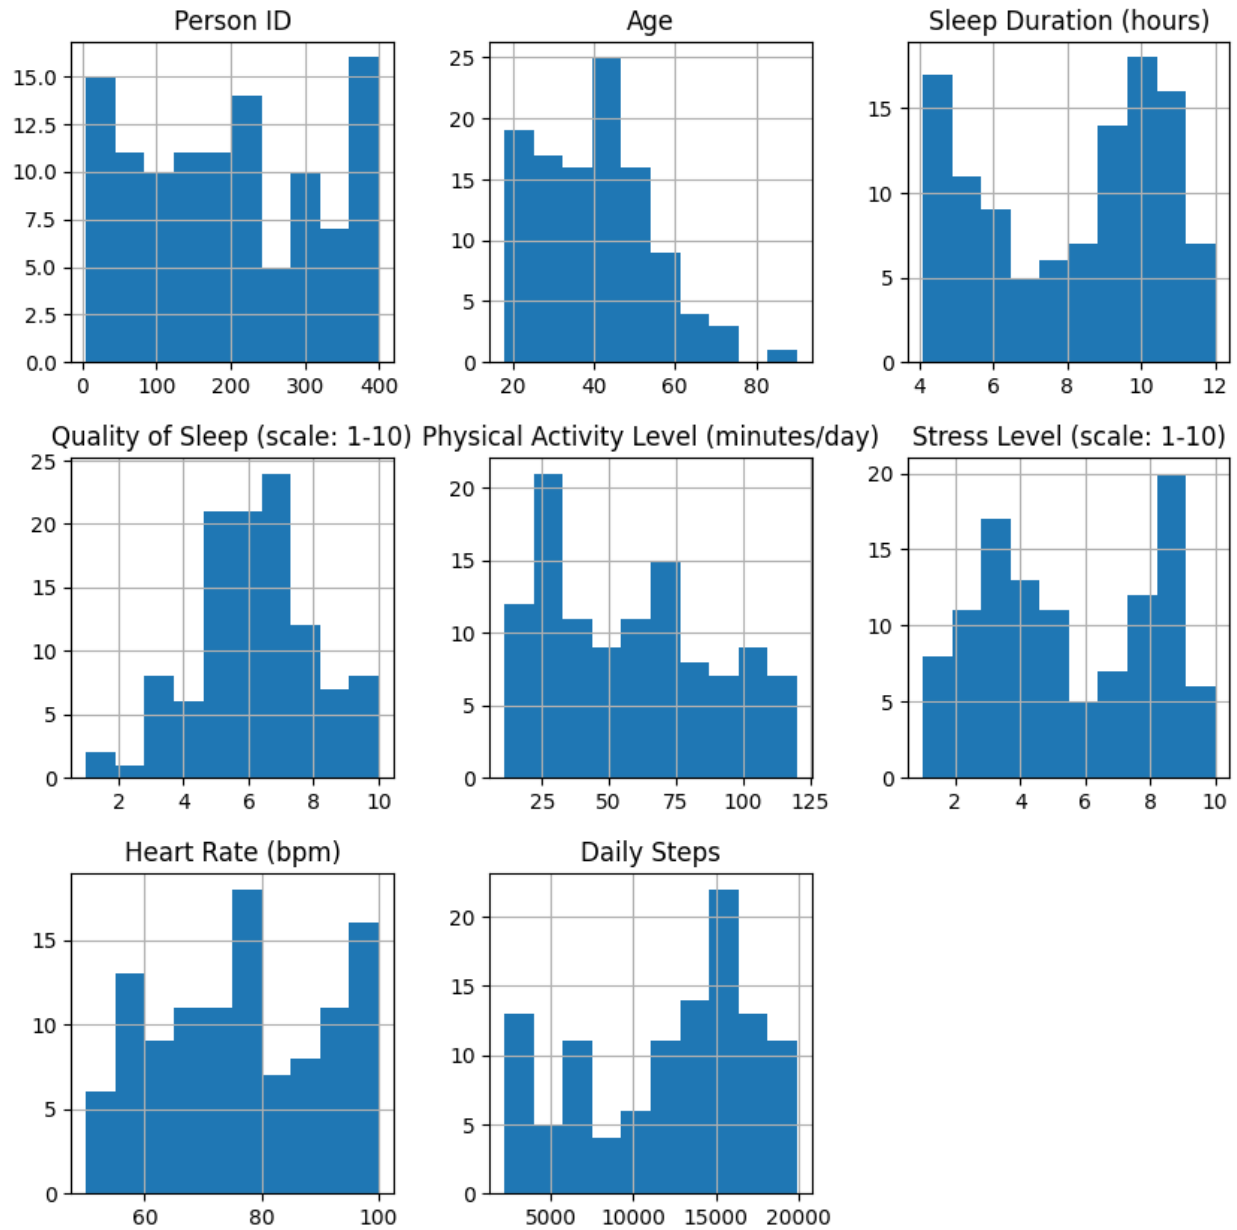 Person ID
Age
Sleep Duration (hours)
15.0
12.5
10.0
7.5
5.0
2.5
0.0
0 100 200 300 400
25
20
15
10
5
0
20 40 60 80
15
10
5
0
4 6 8 10 12
Quality of Sleep (scale: 1-10)
Physical Activity Level (minutes/day)
Stress Level (scale: 1-10)
25
20
15
10
5
0
2 4 6 8 10
20
15
10
5
0
25 50 75 100 125
20
15
10
5
0
2 4 6 8 10
Heart Rate (bpm)
Daily Steps
15
10
5
0
60 80 100
20
15
10
5
0
5000 10000 15000 20000